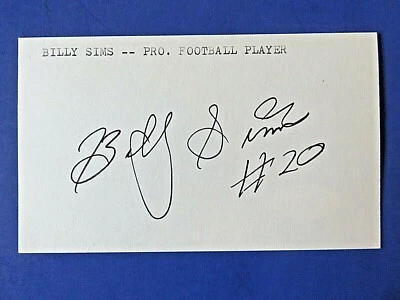 BILLY SIMS -- PRO. FOOTBALL PLAYER
Billy Sims
#20